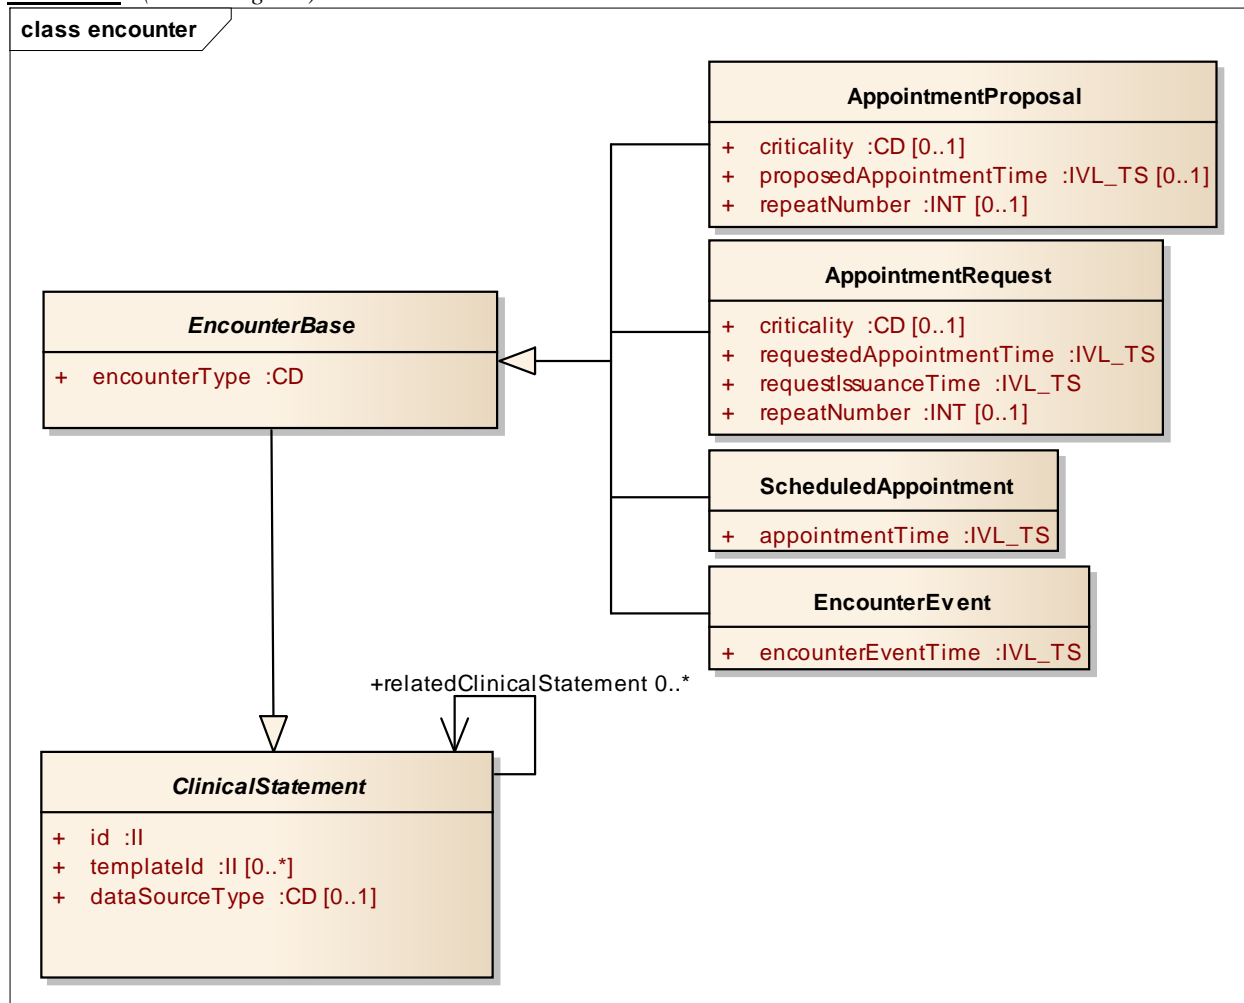 class encounter
AppointmentProposal
+ criticality :CD [0..1]
+ proposedAppointmentTime :IVL_TS [0..1]
+ repeatNumber :INT [0..1]
AppointmentRequest
+ criticality :CD [0..1]
+ requestedAppointmentTime :IVL_TS
+ requestIssuanceTime :IVL_TS
+ repeatNumber :INT [0..1]
EncounterBase
+ encounterType :CD
ScheduledAppointment
+ appointmentTime :IVL_TS
EncounterEvent
+ encounterEventTime :IVL_TS
+relatedClinicalStatement 0..*
ClinicalStatement
+ id :II
+ templateId :II [0..*]
+ dataSourceType :CD [0..1]